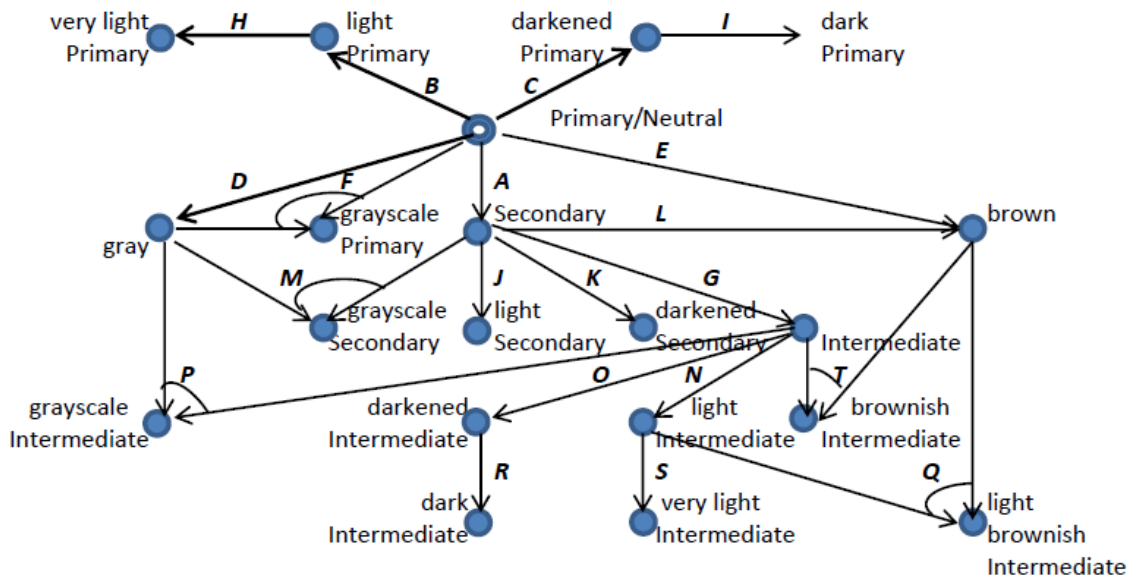 very light
Primary
H
light
Primary
darkened
Primary
I
dark
Primary
B
C
Primary/Neutral
E
D
F
A
gray
grayscale
Primary
Secondary
L
brown
M
J
K
G
grayscale
Secondary
light
Secondary
darkened
Secondary
Intermediate
P
O
N
T
grayscale
Intermediate
darkened
Intermediate
light
Intermediate
brownish
Intermediate
R
S
Q
dark
Intermediate
very light
Intermediate
light
brownish
Intermediate